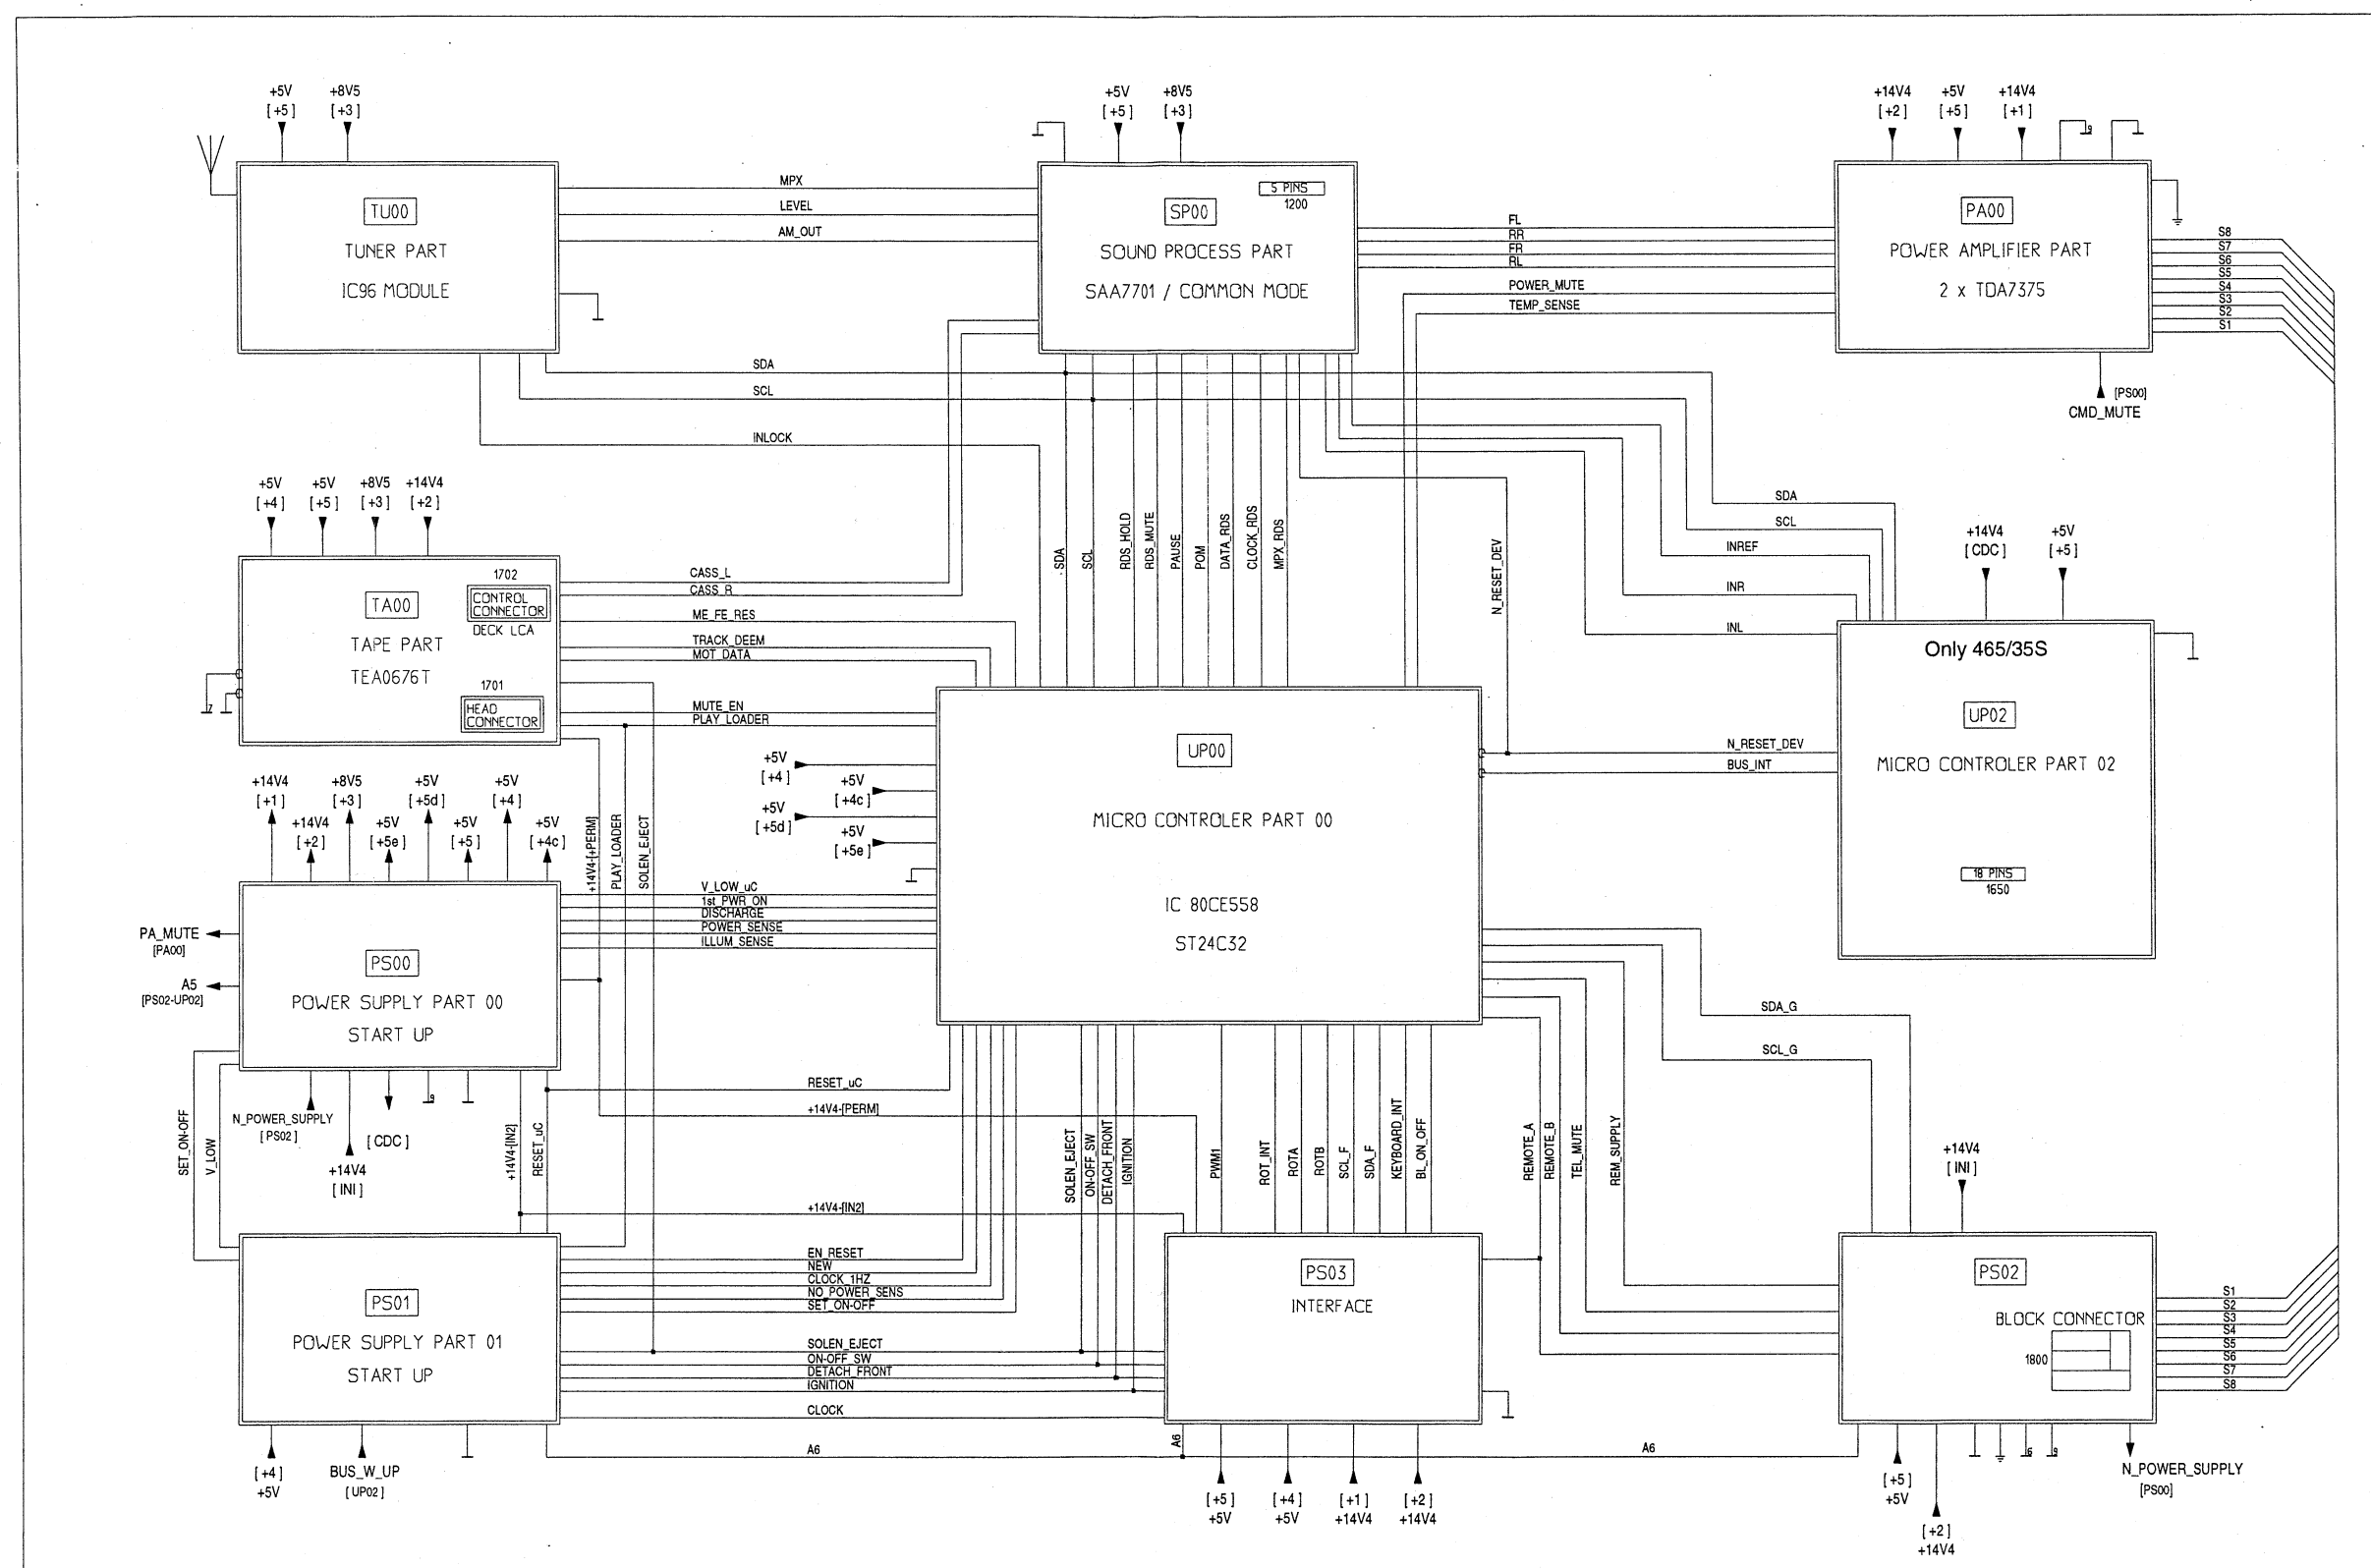 +5V
[ +5 ]
+8V5
[ +3 ]
+5V
[ +5 ]
+8V5
[ +3 ]
+14V4
[ +2 ]
+5V
[ +5 ]
+14V4
[ +1 ]
9
TU00
TUNER PART
IC96 MODULE
MPX
LEVEL
AM_OUT
5 PINS
1200
SP00
SOUND PROCESS PART
SAA7701 / COMMON MODE
FL
RR
FR
RL
POWER_MUTE
TEMP_SENSE
PA00
POWER AMPLIFIER PART
2 x TDA7375
S8
S7
S6
S5
S4
S3
S2
S1
[PS00]
CMD_MUTE
SDA
SCL
INLOCK
+5V
[ +4 ]
+5V
[ +5 ]
+8V5
[ +3 ]
+14V4
[ +2 ]
1702
CONTROL
CONNECTOR
DECK LCA
TA00
TAPE PART
TEA0676T
1701
HEAD
CONNECTOR
7
CASS_L
CASS_R
ME_FE_RES
TRACK_DEEM
MOT_DATA
MUTE_EN
PLAY_LOADER
SDA
SCL
RDS_HOLD
RDS_MUTE
PAUSE
POM
DATA_RDS
CLOCK_RDS
MPX_RDS
N_RESET_DEV
SDA
SCL
INREF
INR
INL
+14V4
[ CDC ]
+5V
[ +5 ]
Only 465/35S
UP02
MICRO CONTROLER PART 02
18 PINS
1650
N_RESET_DEV
BUS_INT
UP00
MICRO CONTROLER PART 00
IC 80CE558
ST24C32
+5V
[ +4 ]
+5V
[ +4c ]
+5V
[ +5d ]
+5V
[ +5e ]
+14V4
[ +1 ]
+14V4
[ +2 ]
+8V5
[ +3 ]
+5V
[ +5e ]
+5V
[ +5d ]
+5V
[ +5 ]
+5V
[ +4 ]
+5V
[ +4c ]
+14V4-[+PERM]
PLAY_LOADER
SOLEN_EJECT
V_LOW_uC
1st_PWR_ON
DISCHARGE
POWER_SENSE
ILLUM_SENSE
PA_MUTE
[PA00]
A5
[PS02-UP02]
PS00
POWER SUPPLY PART 00
START UP
9
N_POWER_SUPPLY
[ PS02 ]
+14V4
[ INI ]
[ CDC ]
SET_ON-OFF
V_LOW
+14V4-[IN2]
RESET_uC
RESET_uC
+14V4-[PERM]
+14V4-[IN2]
SOLEN_EJECT
ON-OFF_SW
DETACH_FRONT
IGNITION
PWM1
ROT_INT
ROTA
ROTB
SCL_F
SDA_F
KEYBOARD_INT
BL_ON_OFF
REMOTE_A
REMOTE_B
TEL_MUTE
REM_SUPPLY
SDA_G
SCL_G
+14V4
[ INI ]
PS01
POWER SUPPLY PART 01
START UP
EN_RESET
NEW
CLOCK_1HZ
NO_POWER_SENS
SET_ON-OFF
SOLEN_EJECT
ON-OFF_SW
DETACH_FRONT
IGNITION
CLOCK
A6
A6
A6
PS03
INTERFACE
PS02
BLOCK CONNECTOR
1800
S1
S2
S3
S4
S5
S6
S7
S8
6
9
[ +4 ]
+5V
BUS_W_UP
[ UP02 ]
[ +5 ]
+5V
[ +4 ]
+5V
[ +1 ]
+14V4
[ +2 ]
+14V4
[ +5 ]
+5V
[ +2 ]
+14V4
N_POWER_SUPPLY
[PS00]